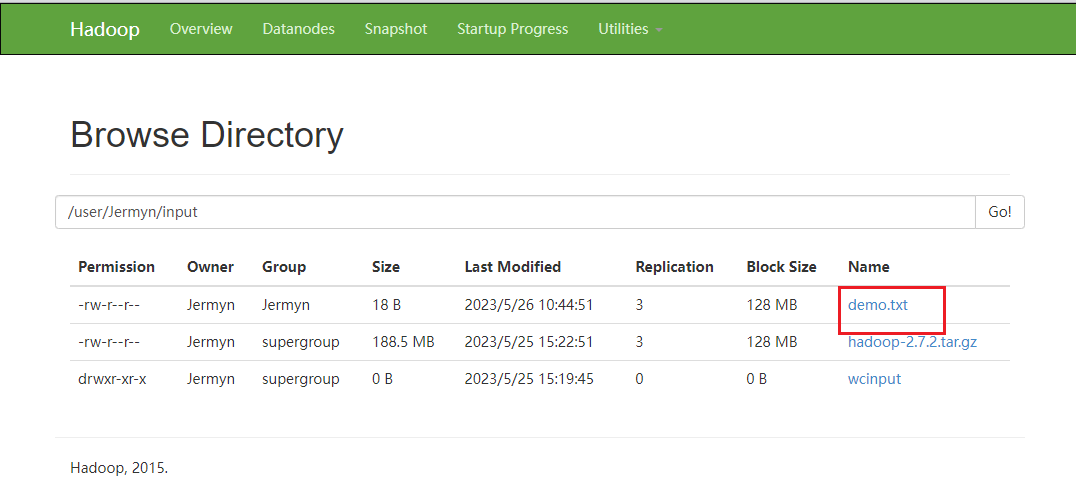 Hadoop Overview Datanodes Snapshot Startup Progress Utilities
Browse Directory
/user/Jermyn/input Go!
Permission Owner Group Size Last Modified Replication Block Size Name
-rw-r--r-- Jermyn Jermyn 18 B 2023/5/26 10:44:51 3 128 MB demo.txt
-rw-r--r-- Jermyn supergroup 188.5 MB 2023/5/25 15:22:51 3 128 MB hadoop-2.7.2.tar.gz
drwxr-xr-x Jermyn supergroup 0 B 2023/5/25 15:19:45 0 0 B wcinput
Hadoop, 2015.